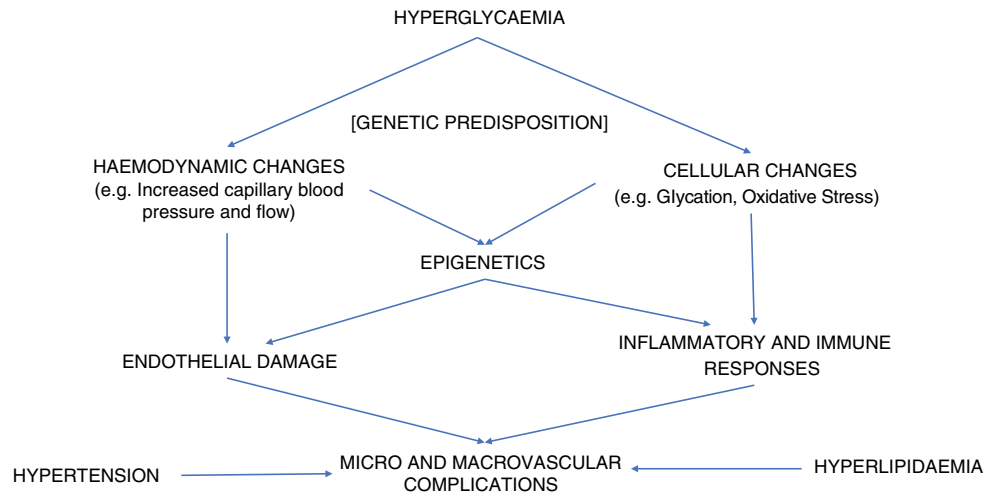 HYPERGLYCAEMIA
[GENETIC PREDISPOSITION]
HAEMODYNAMIC CHANGES
(e.g. Increased capillary blood
pressure and flow)
CELLULAR CHANGES
(e.g. Glycation, Oxidative Stress)
EPIGENETICS
ENDOTHELIAL DAMAGE
INFLAMMATORY AND IMMUNE
RESPONSES
HYPERTENSION
MICRO AND MACROVASCULAR
COMPLICATIONS
HYPERLIPIDAEMIA